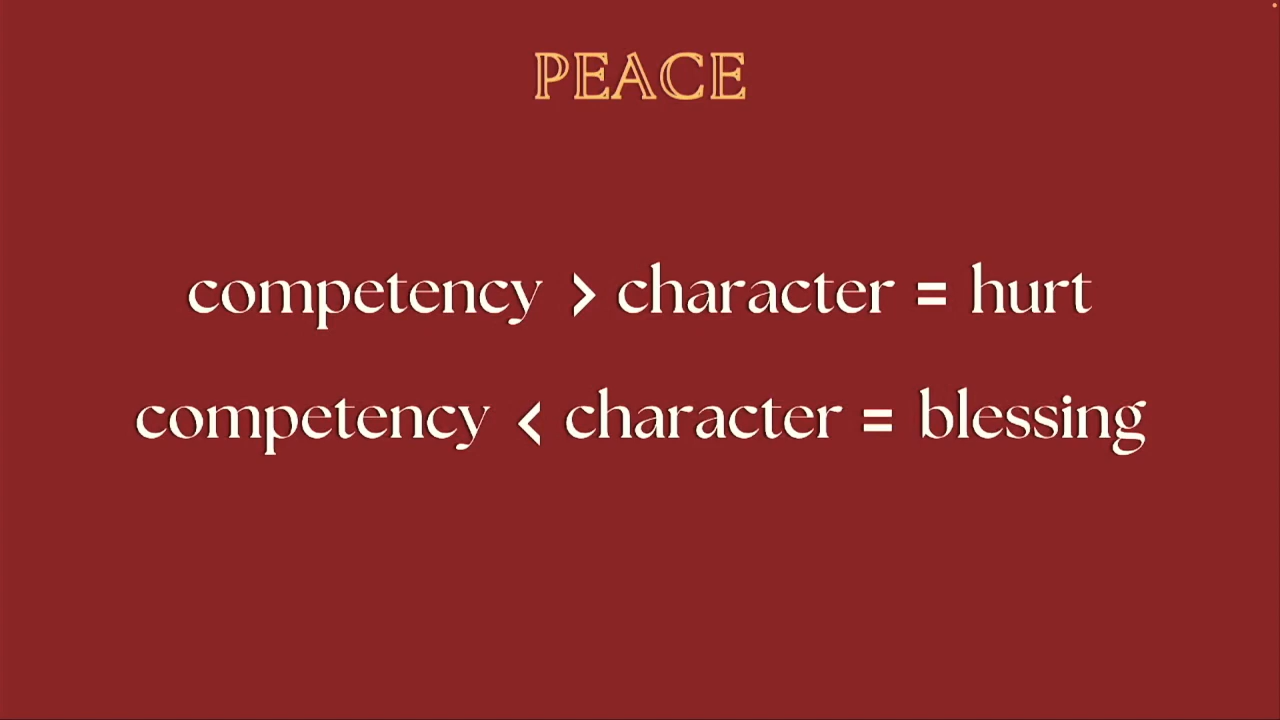 PEACE
competency > character = hurt
competency < character = blessing